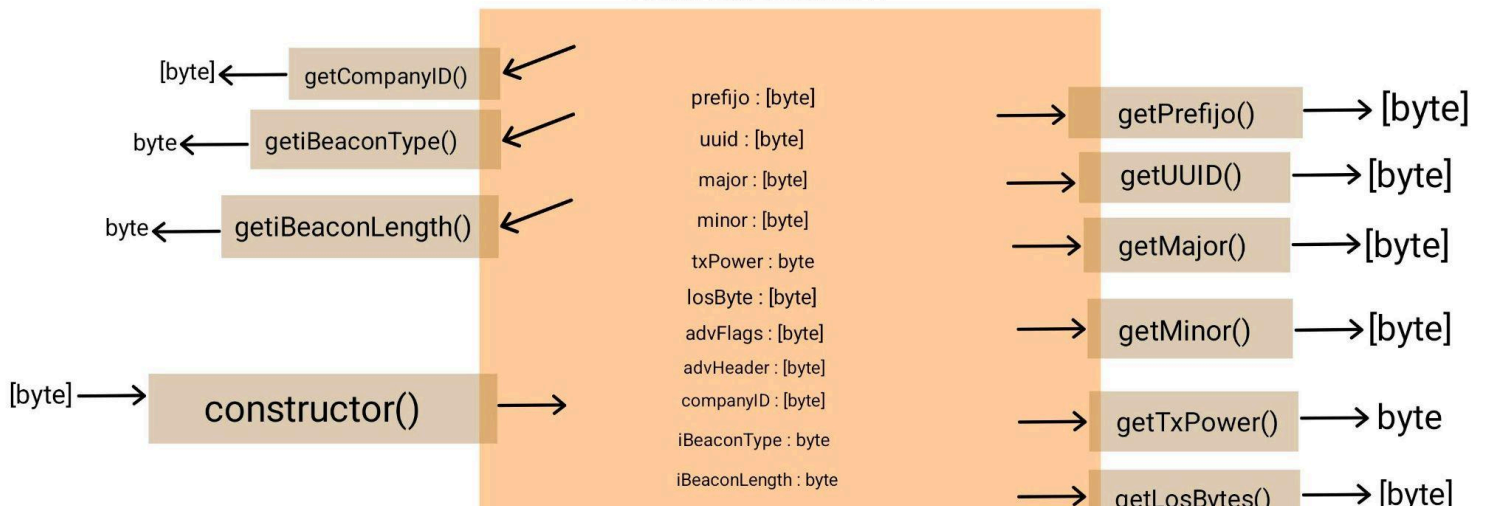 [byte]
getCompanyID()
byte
getiBeaconType()
byte
getiBeaconLength()
[byte]
constructor()
prefijo : [byte]
uuid : [byte]
major : [byte]
minor : [byte]
txPower : byte
losByte : [byte]
advFlags : [byte]
advHeader : [byte]
companyID : [byte]
iBeaconType : byte
iBeaconLength : byte
getPrefijo()
[byte]
getUUID()
[byte]
getMajor()
[byte]
getMinor()
[byte]
getTxPower()
byte
getLosBytes()
[byte]